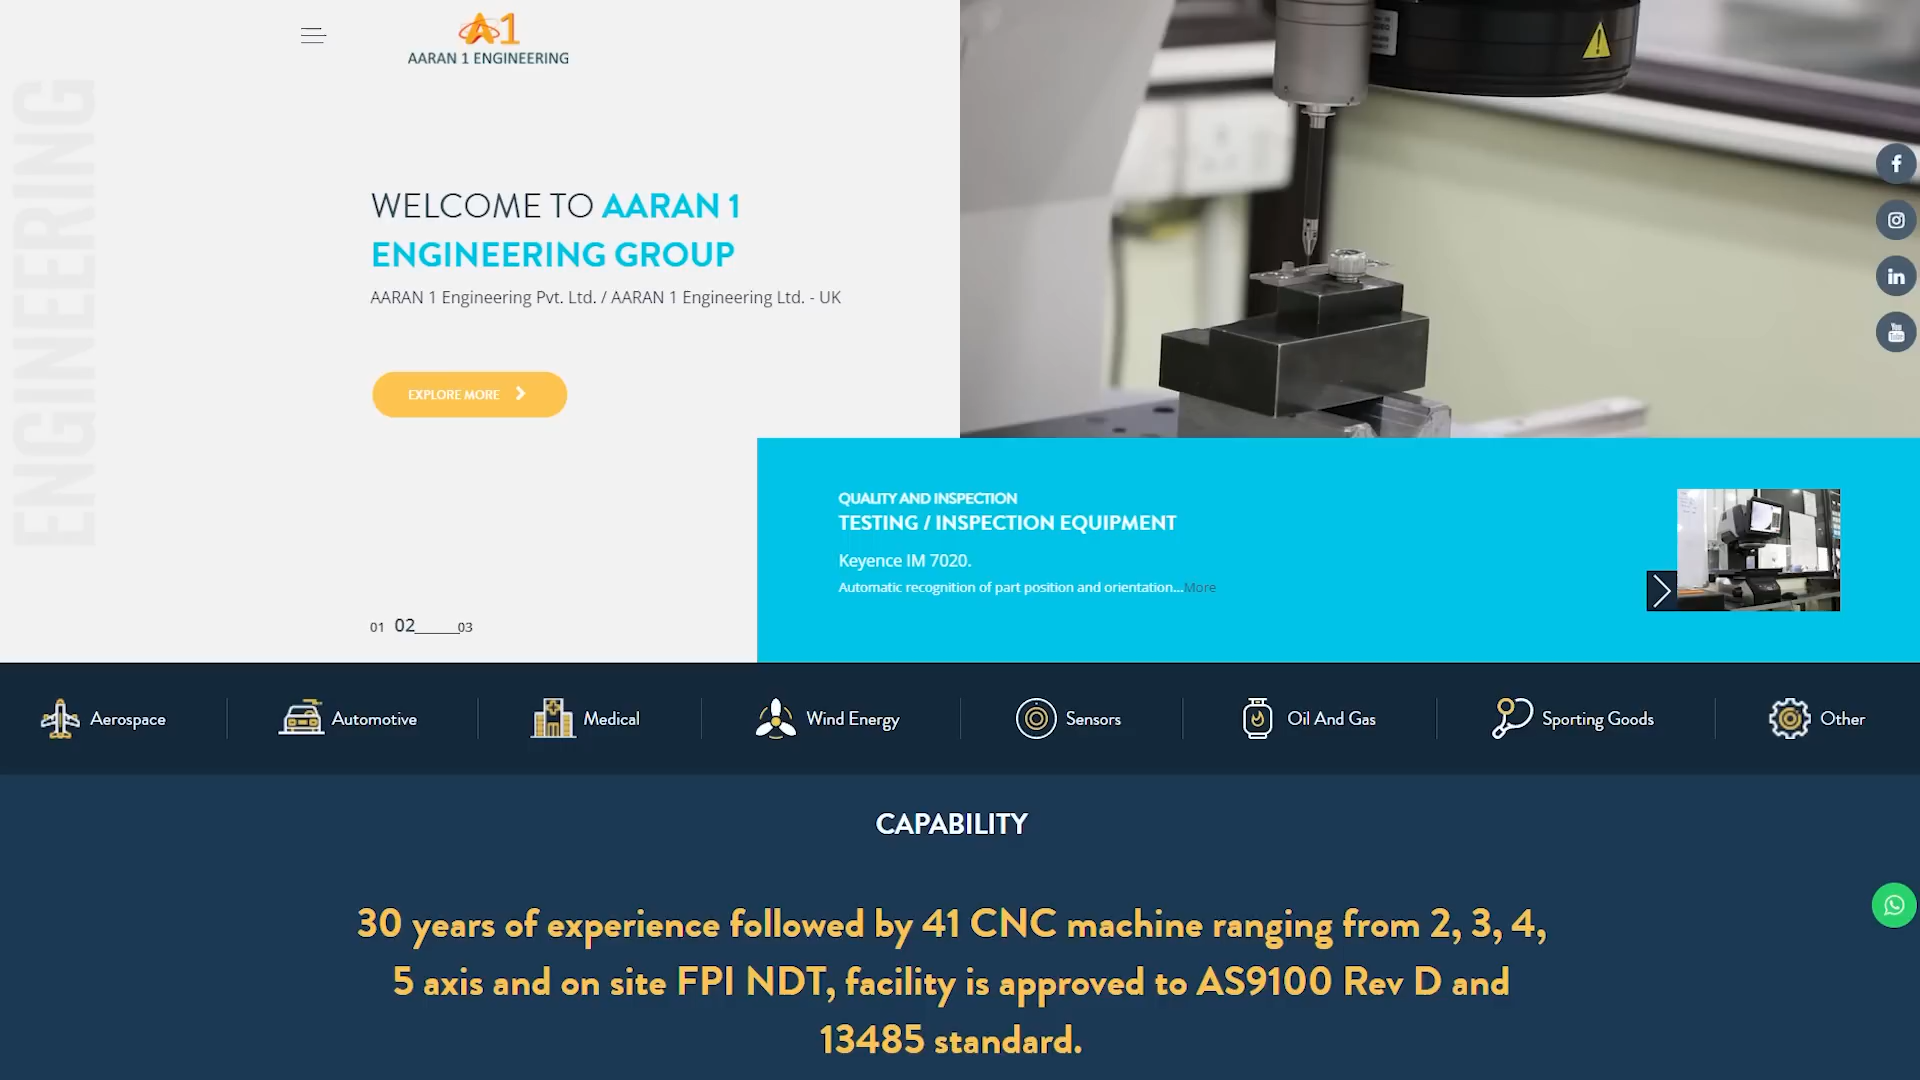 A1
AARAN 1 ENGINEERING
ENGINEERING
WELCOME TO AARAN 1
ENGINEERING GROUP
AARAN 1 Engineering Pvt. Ltd. / AARAN 1 Engineering Ltd. - UK
EXPLORE MORE
01 02 03
QUALITY AND INSPECTION
TESTING / INSPECTION EQUIPMENT
Keyence IM 7020.
Automatic recognition of part position and orientation...More
Aerospace
Automotive
Medical
Wind Energy
Sensors
Oil And Gas
Sporting Goods
Other
CAPABILITY
30 years of experience followed by 41 CNC machine ranging from 2, 3, 4,
5 axis and on site FPI NDT, facility is approved to AS9100 Rev D and
13485 standard.